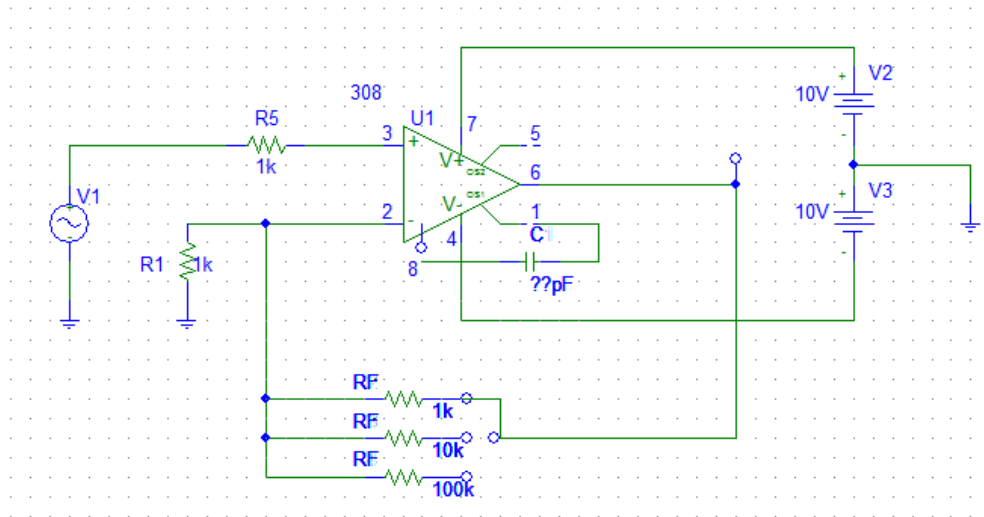 V2
10V
+
-
308
U1
7
R5
1k
3
+
V+
OS2
5
6
OS1
V-
2
-
4
1
C
8
??pF
V1
+
-
R1
1k
V3
10V
+
-
RF
1k
RF
10k
RF
100k